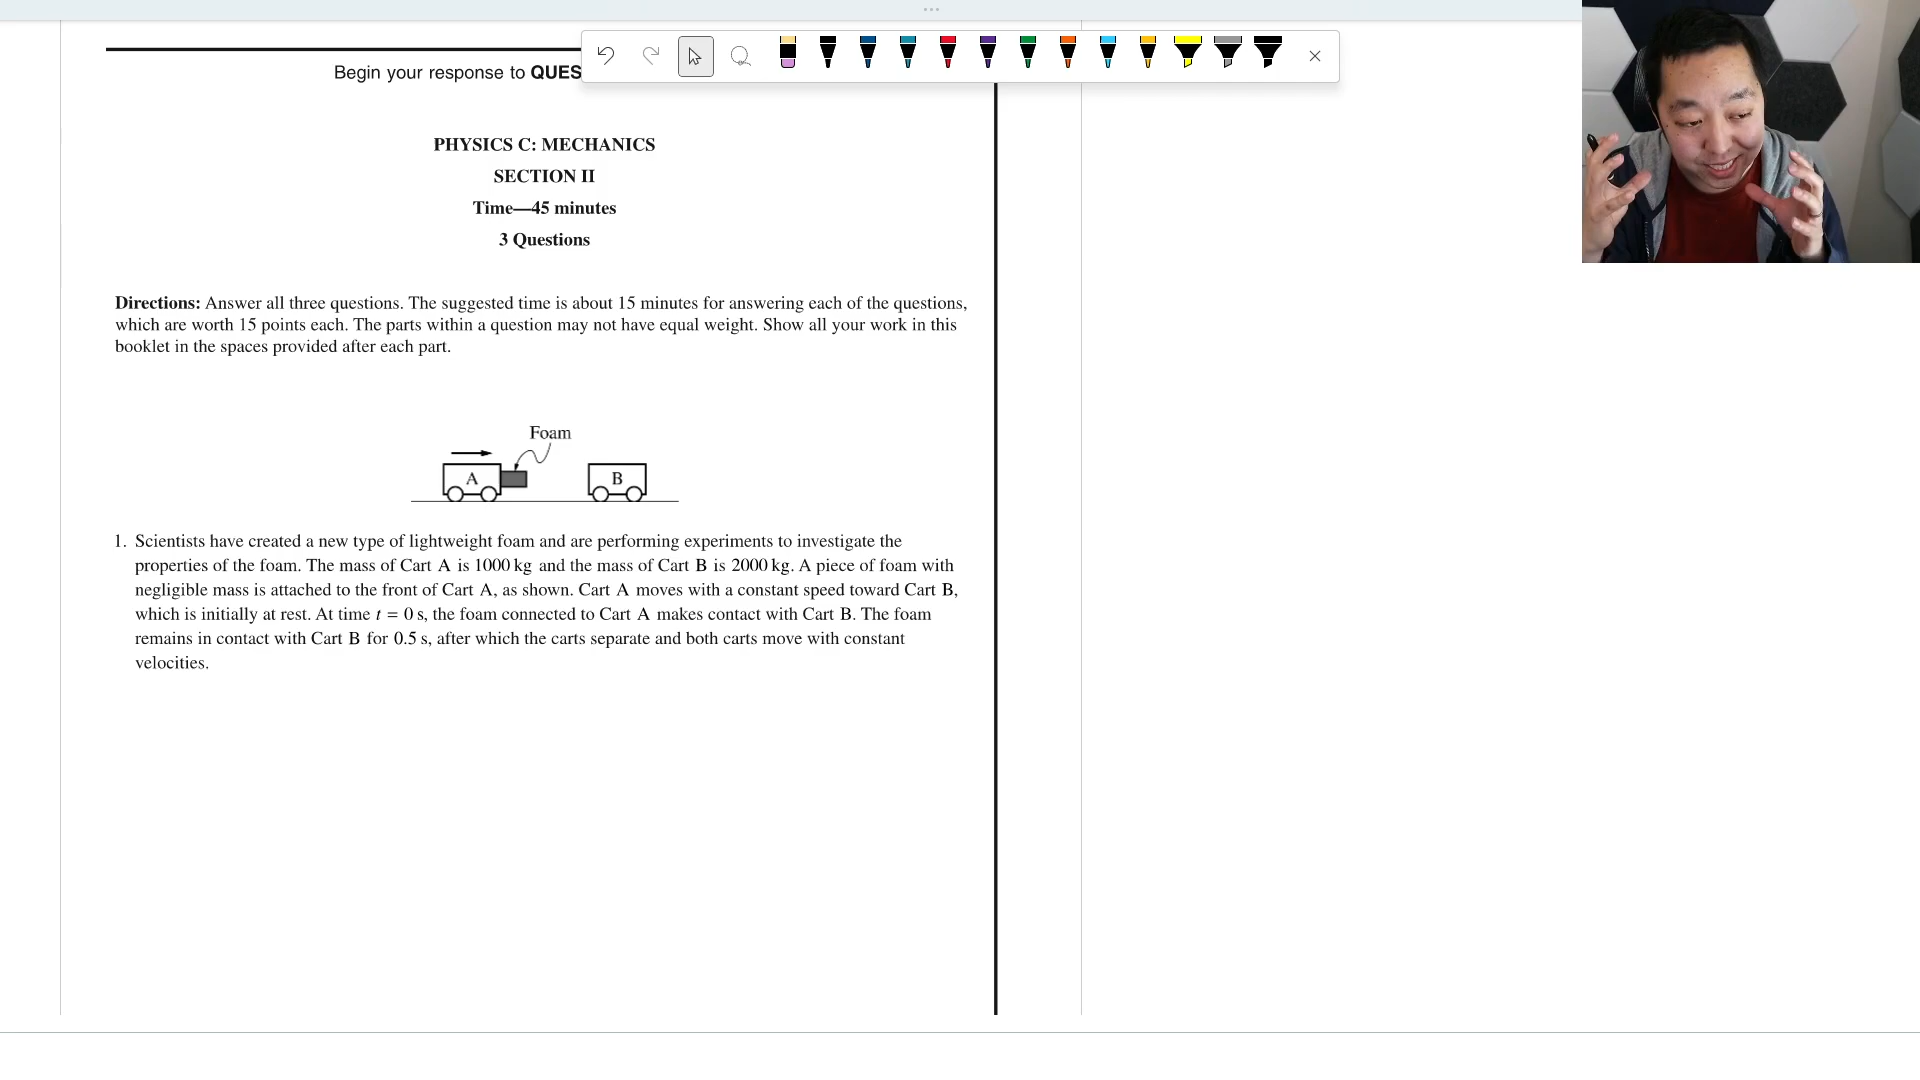 Begin your response to QUES
PHYSICS C: MECHANICS
SECTION II
Time—45 minutes
3 Questions
Directions: Answer all three questions. The suggested time is about 15 minutes for answering each of the questions,
which are worth 15 points each. The parts within a question may not have equal weight. Show all your work in this
booklet in the spaces provided after each part.
Foam
A B
1. Scientists have created a new type of lightweight foam and are performing experiments to investigate the
properties of the foam. The mass of Cart A is 1000 kg and the mass of Cart B is 2000 kg. A piece of foam with
negligible mass is attached to the front of Cart A, as shown. Cart A moves with a constant speed toward Cart B,
which is initially at rest. At time t = 0 s, the foam connected to Cart A makes contact with Cart B. The foam
remains in contact with Cart B for 0.5 s, after which the carts separate and both carts move with constant
velocities.